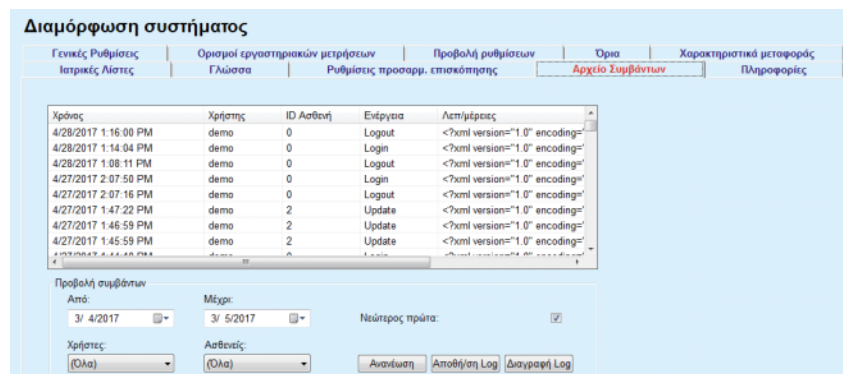 Διαμόρφωση συστήματος
Γενικές Ρυθμίσεις Ορισμοί εργαστηριακών μετρήσεων Προβολή ρυθμίσεων Όρια Χαρακτηριστικά μεταφοράς
Ιατρικές Λίστες Γλώσσα Ρυθμίσεις προσαρμ. επισκόπησης Αρχείο Συμβάντων Πληροφορίες
Χρόνος Χρήστης ID Ασθενή Ενέργεια Λεπ/μέρειες
4/28/2017 1:16:00 PM demo 0 Logout <?xml version="1.0" encoding='
4/28/2017 1:14:04 PM demo 0 Login <?xml version="1.0" encoding='
4/28/2017 1:08:11 PM demo 0 Logout <?xml version="1.0" encoding='
4/27/2017 2:07:50 PM demo 0 Login <?xml version="1.0" encoding='
4/27/2017 2:07:16 PM demo 0 Logout <?xml version="1.0" encoding='
4/27/2017 1:47:22 PM demo 2 Update <?xml version="1.0" encoding='
4/27/2017 1:46:59 PM demo 2 Update <?xml version="1.0" encoding='
4/27/2017 1:45:59 PM demo 2 Update <?xml version="1.0" encoding='
Προβολή συμβάντων
Από: Μέχρι:
3/ 4/2017 3/ 5/2017 Νεώτερος πρώτα:
Χρήστες: Ασθενείς:
(Όλα) (Όλα) Ανανέωση Αποθή/ση Log Διαγραφή Log